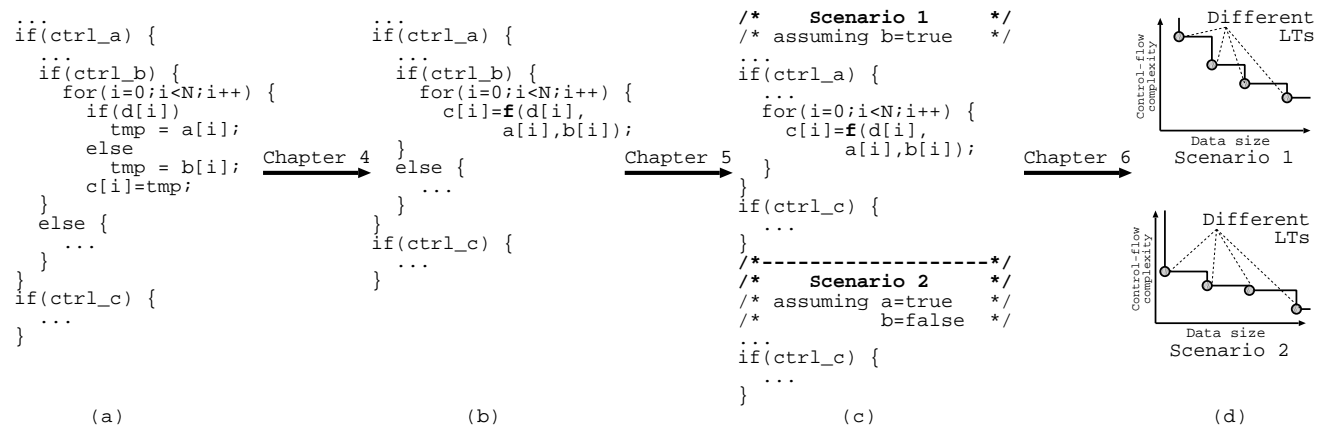 ...
if(ctrl_a) {
...
if(ctrl_b) {
for(i=0;i<N;i++) {
if(d[i])
tmp = a[i];
else
tmp = b[i];
c[i]=tmp;
}
else {
...
}
}
if(ctrl_c) {
...
}
(a)
Chapter 4
...
if(ctrl_a) {
...
if(ctrl_b) {
for(i=0;i<N;i++) {
c[i]=f(d[i],
a[i],b[i]);
}
else {
...
}
}
if(ctrl_c) {
...
}
(b)
Chapter 5
/* Scenario 1 */
/* assuming b=true */
...
if(ctrl_a) {
...
for(i=0;i<N;i++) {
c[i]=f(d[i],
a[i],b[i]);
}
}
if(ctrl_c) {
...
}
/*-------------------*/
/* Scenario 2 */
/* assuming a=true */
/* b=false */
...
if(ctrl_c) {
...
}
(c)
Chapter 6
Different
LTs
Control-flow
complexity
Data size
Scenario 1
Different
LTs
Control-flow
complexity
Data size
Scenario 2
(d)